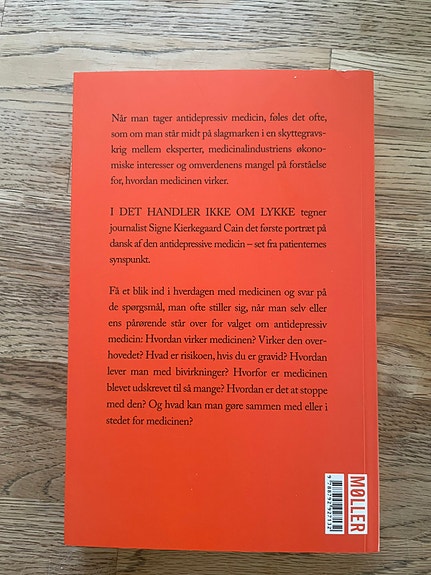 Når man tager antidepressiv medicin, føles det ofte,
som om man står midt på slagmarken i en skyttegravs-
krig mellem eksperter, medicinalindustriens økono-
miske interesser og omverdenens mangel på forståelse
for, hvordan medicinen virker.
I DET HANDLER IKKE OM LYKKE tegner
journalist Signe Kierkegaard Cain det første portræt på
dansk af den antidepressive medicin – set fra patienternes
synspunkt.
Få et blik ind i hverdagen med medicinen og svar på
de spørgsmål, man ofte stiller sig, når man selv eller
ens pårørende står over for valget om antidepressiv
medicin: Hvordan virker medicinen? Virker den over-
hovedet? Hvad er risikoen, hvis du er gravid? Hvordan
lever man med bivirkninger? Hvorfor er medicinen
blevet udskrevet til så mange? Hvordan er det at stoppe
med den? Og hvad kan man gøre sammen med eller i
stedet for medicinen?
MØLLER
9 788792 927312